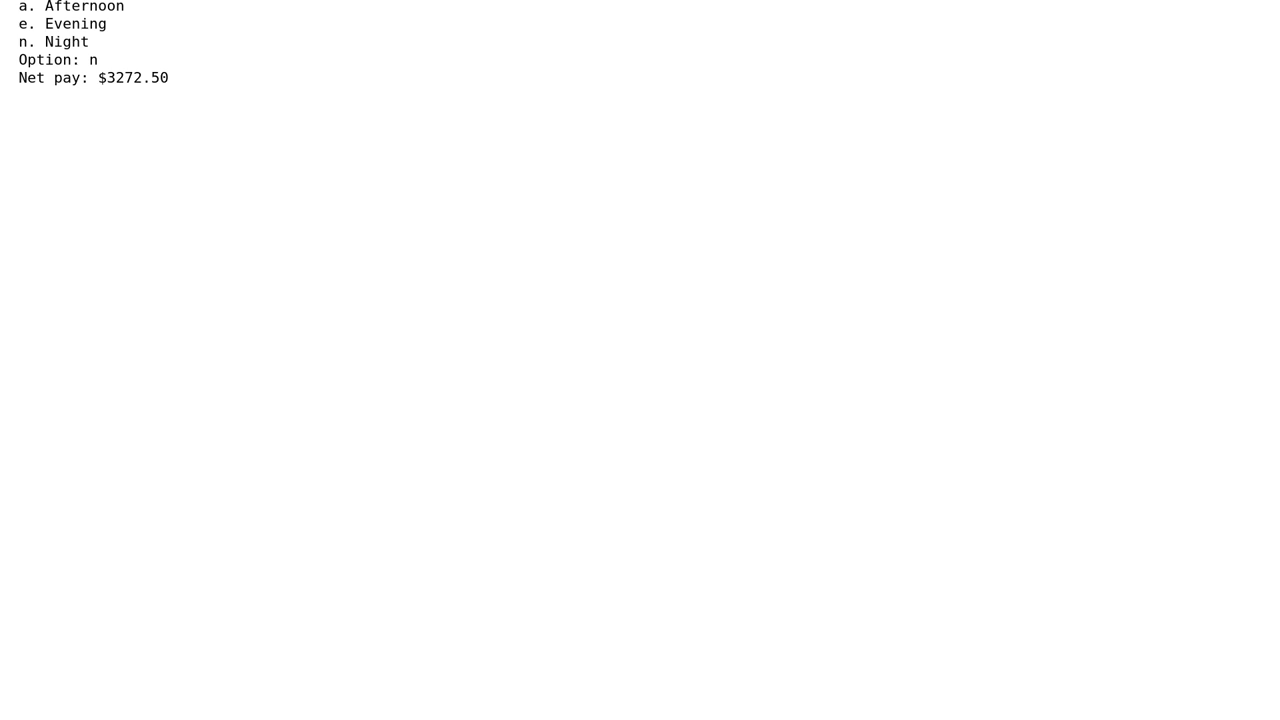 a. Afternoon
e. Evening
n. Night
Option: n
Net pay: $3272.50